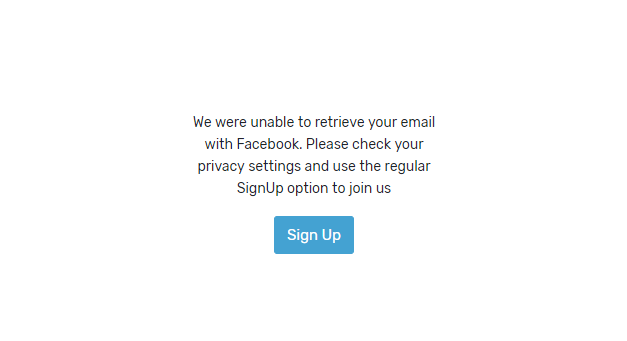 We were unable to retrieve your email
with Facebook. Please check your
privacy settings and use the regular
SignUp option to join us
Sign Up